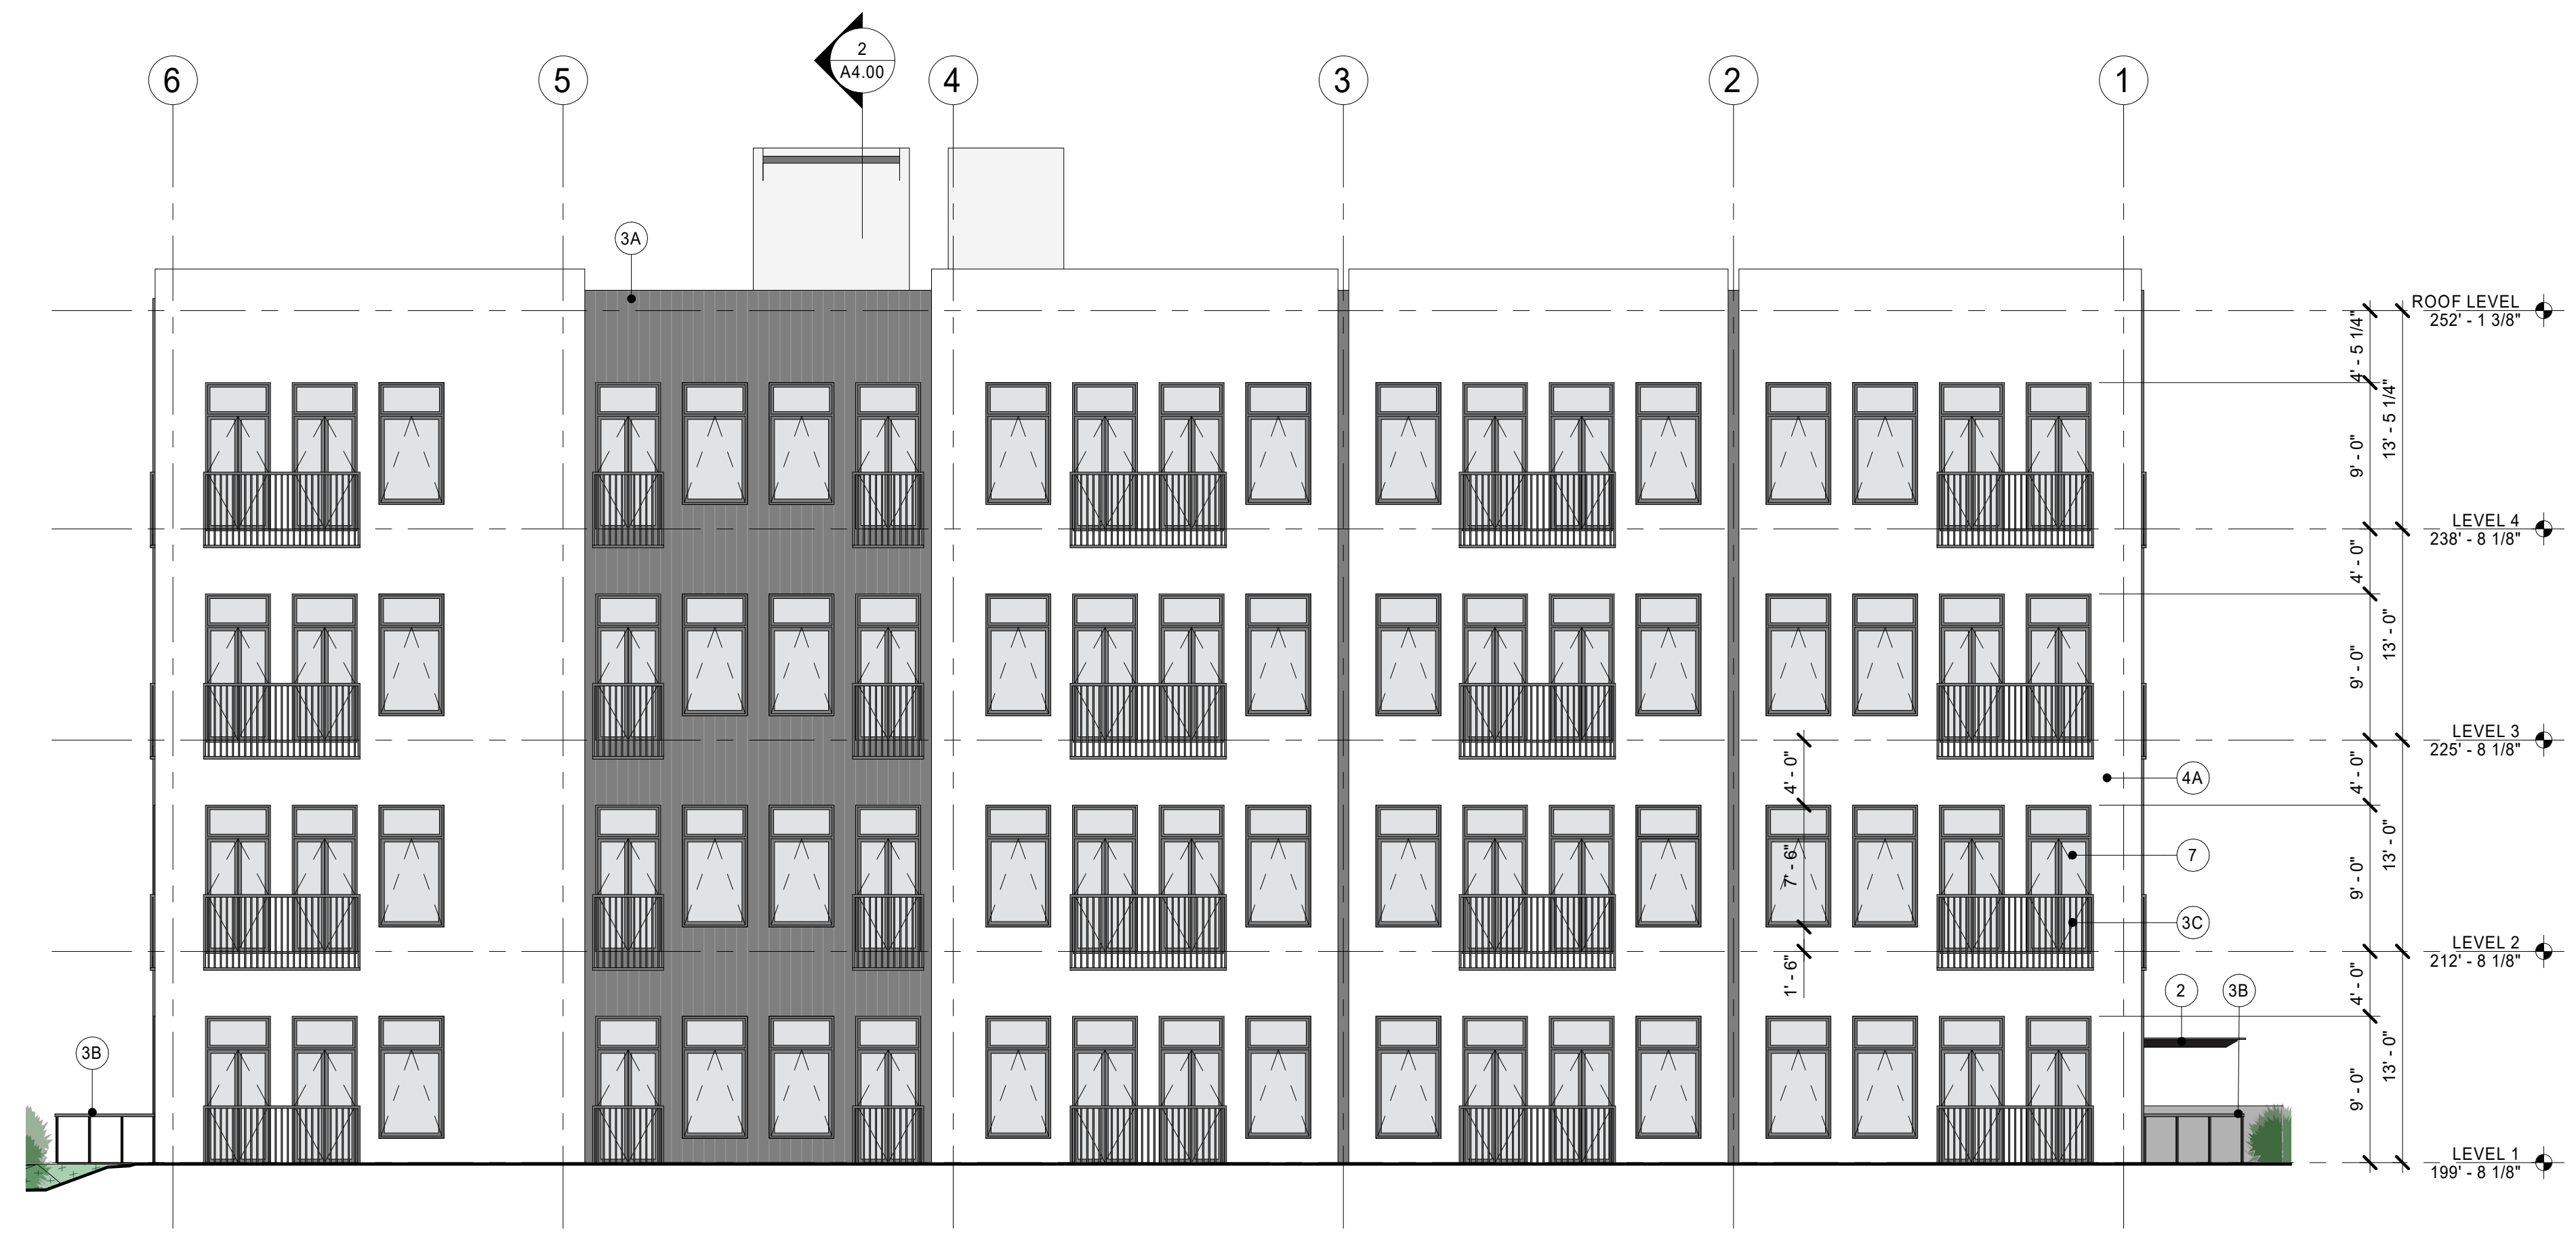 2
A4.00
6
5
4
3
2
1
3A
ROOF LEVEL
252' - 1 3/8"
4' - 5 1/4"
13' - 5 1/4"
9' - 0"
LEVEL 4
238' - 8 1/8"
4' - 0"
13' - 0"
9' - 0"
LEVEL 3
225' - 8 1/8"
4' - 0"
4' - 0"
4A
13' - 0"
7' - 6"
7
9' - 0"
3C
LEVEL 2
212' - 8 1/8"
1' - 6"
4' - 0"
2
3B
3B
13' - 0"
9' - 0"
LEVEL 1
199' - 8 1/8"